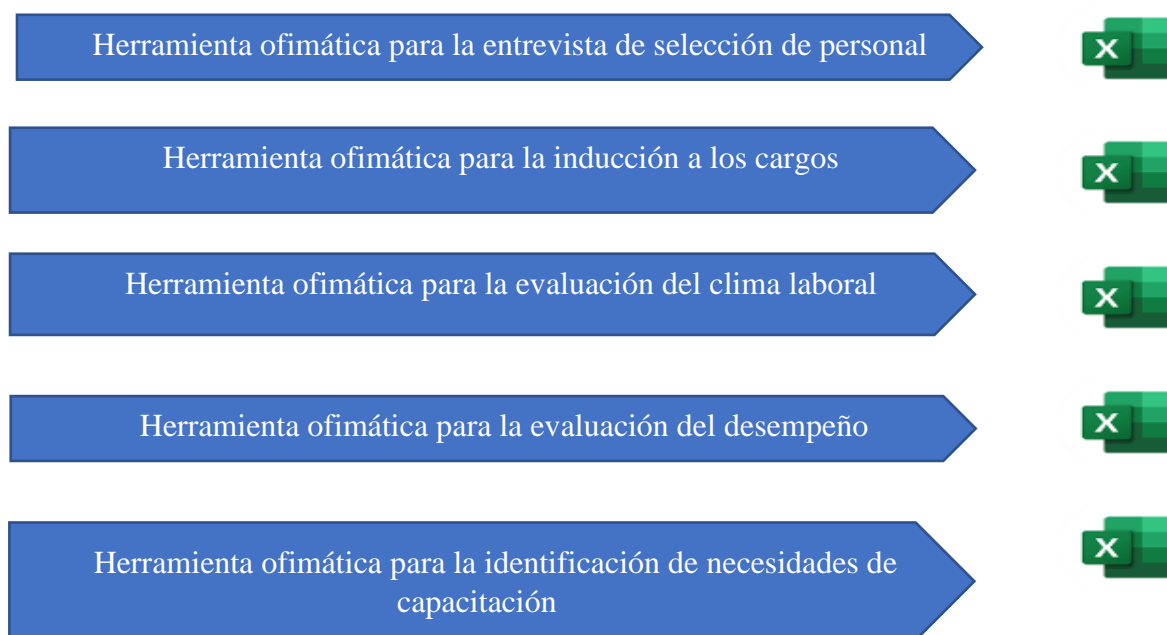 Herramienta ofimática para la entrevista de selección de personal
X
Herramienta ofimática para la inducción a los cargos
X
Herramienta ofimática para la evaluación del clima laboral
X
Herramienta ofimática para la evaluación del desempeño
X
Herramienta ofimática para la identificación de necesidades de
capacitación
X